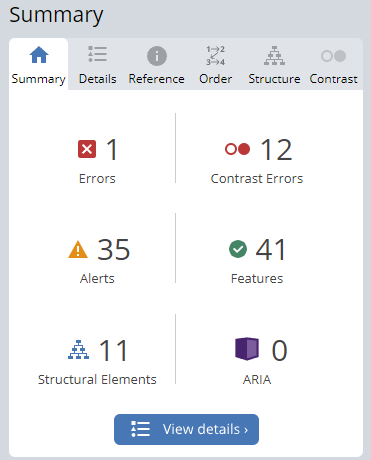 Summary
Summary Details Reference Order Structure Contrast
1 12
Errors Contrast Errors
35 41
Alerts Features
11 0
Structural Elements ARIA
View details ›